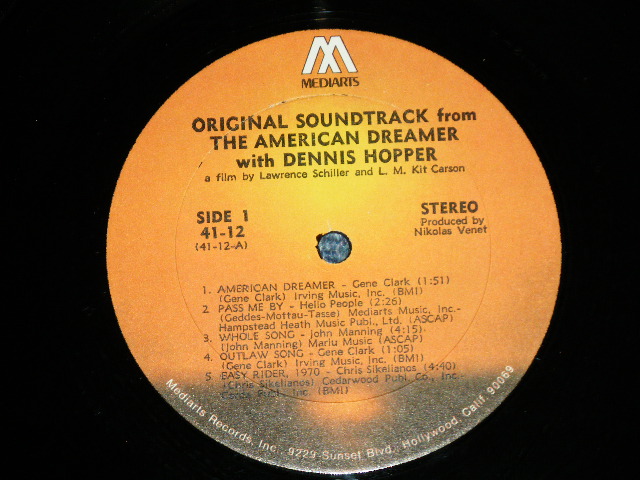 MEDIARTS
ORIGINAL SOUNDTRACK from
THE AMERICAN DREAMER
with DENNIS HOPPER
a film by Lawrence Schiller and L. M. Kit Carson
SIDE 1
41-12
(41-12-A)
STEREO
Produced by
Nikolas Venet
1. AMERICAN DREAMER - Gene Clark (1:51)
(Gene Clark) Irving Music, Inc. (BMI)
2. PASS ME BY - Hello People (2:26)
(Geddes-Mottau-Tasse) Mediarts Music, Inc.-
Hampstead Heath Music Publ., Ltd. (ASCAP)
3. WHOLE SONG - John Manning (4:15)
(John Manning) Marlu Music (ASCAP)
4. OUTLAW SONG - Gene Clark (1:05)
(Gene Clark) Irving Music, Inc. (BMI)
5. EASY RIDER, 1970 - Chris Sikelianos (4:40)
(Chris Sikelianos) Cedarwood Publ. Co., Inc.
Publ., Inc. (BMI)
Mediarts Records, Inc. 9229 Sunset Blvd., Hollywood, Calif. 90069